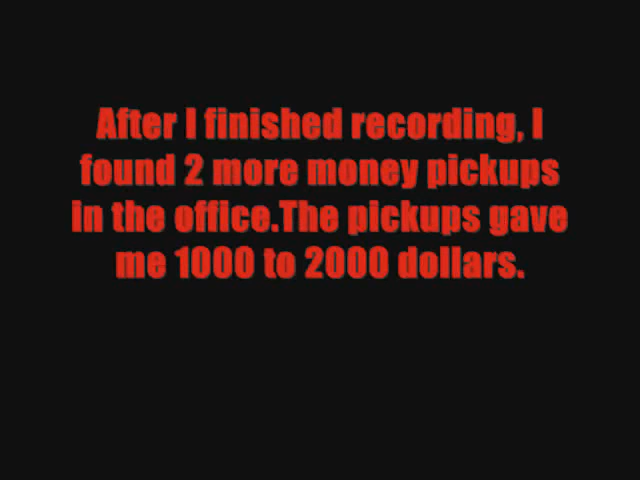 After I finished recording, I
found 2 more money pickups
in the office.The pickups gave
me 1000 to 2000 dollars.